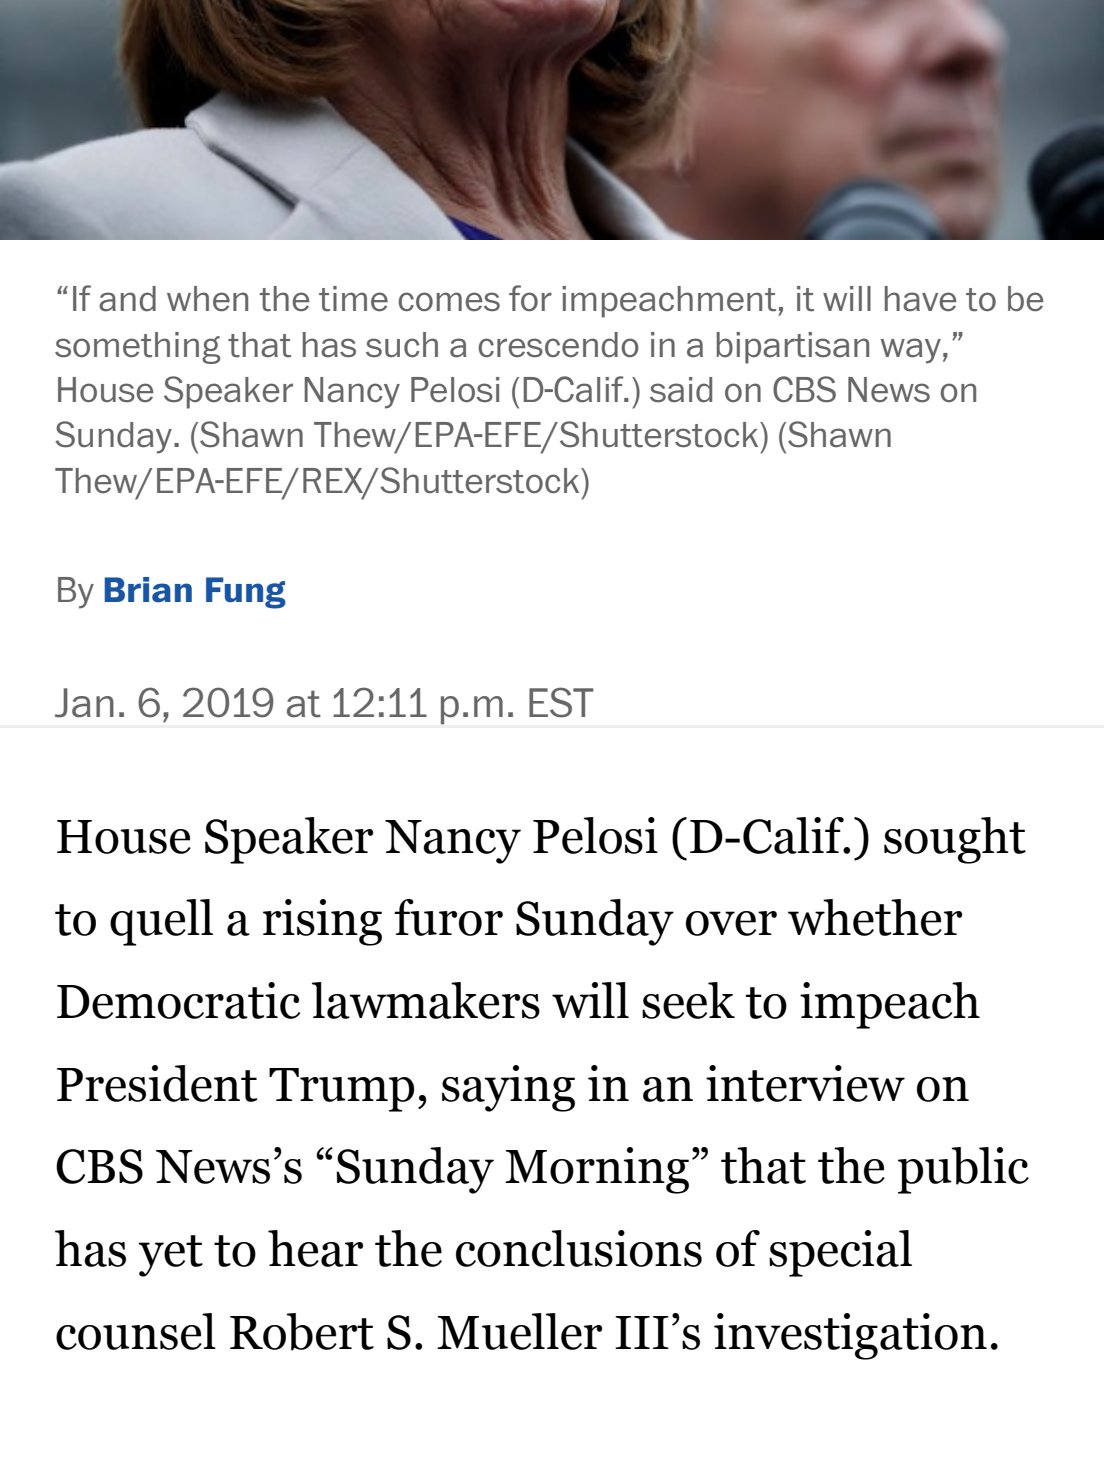 “If and when the time comes for impeachment, it will have to be
something that has such a crescendo in a bipartisan way,”
House Speaker Nancy Pelosi (D-Calif.) said on CBS News on
Sunday. (Shawn Thew/EPA-EFE/Shutterstock) (Shawn
Thew/EPA-EFE/REX/Shutterstock)
By Brian Fung
Jan. 6, 2019 at 12:11 p.m. EST
House Speaker Nancy Pelosi (D-Calif.) sought
to quell a rising furor Sunday over whether
Democratic lawmakers will seek to impeach
President Trump, saying in an interview on
CBS News’s “Sunday Morning” that the public
has yet to hear the conclusions of special
counsel Robert S. Mueller III’s investigation.